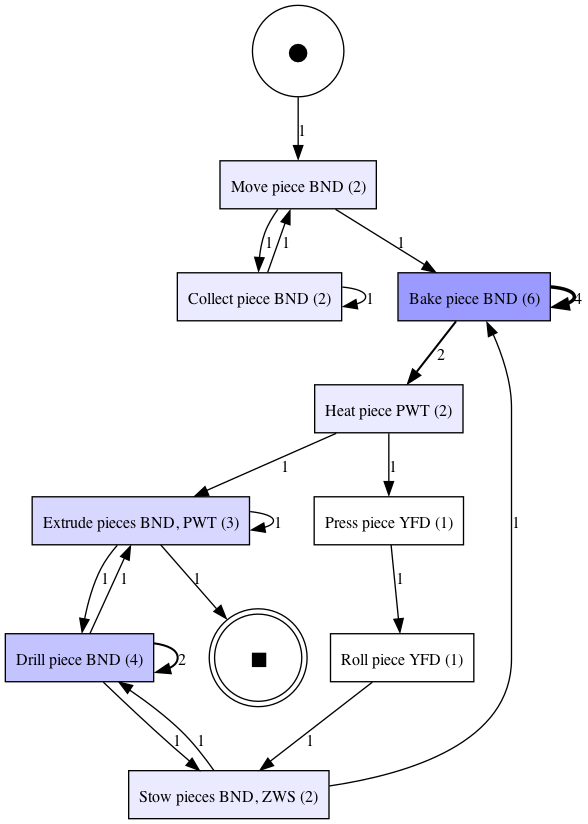 1
Move piece BND (2)
1
1
1
Collect piece BND (2)
1
Bake piece BND (6)
4
2
Heat piece PWT (2)
1
1
Extrude pieces BND, PWT (3)
1
Press piece YFD (1)
1
1
1
1
1
Drill piece BND (4)
2
Roll piece YFD (1)
1
1
1
Stow pieces BND, ZWS (2)